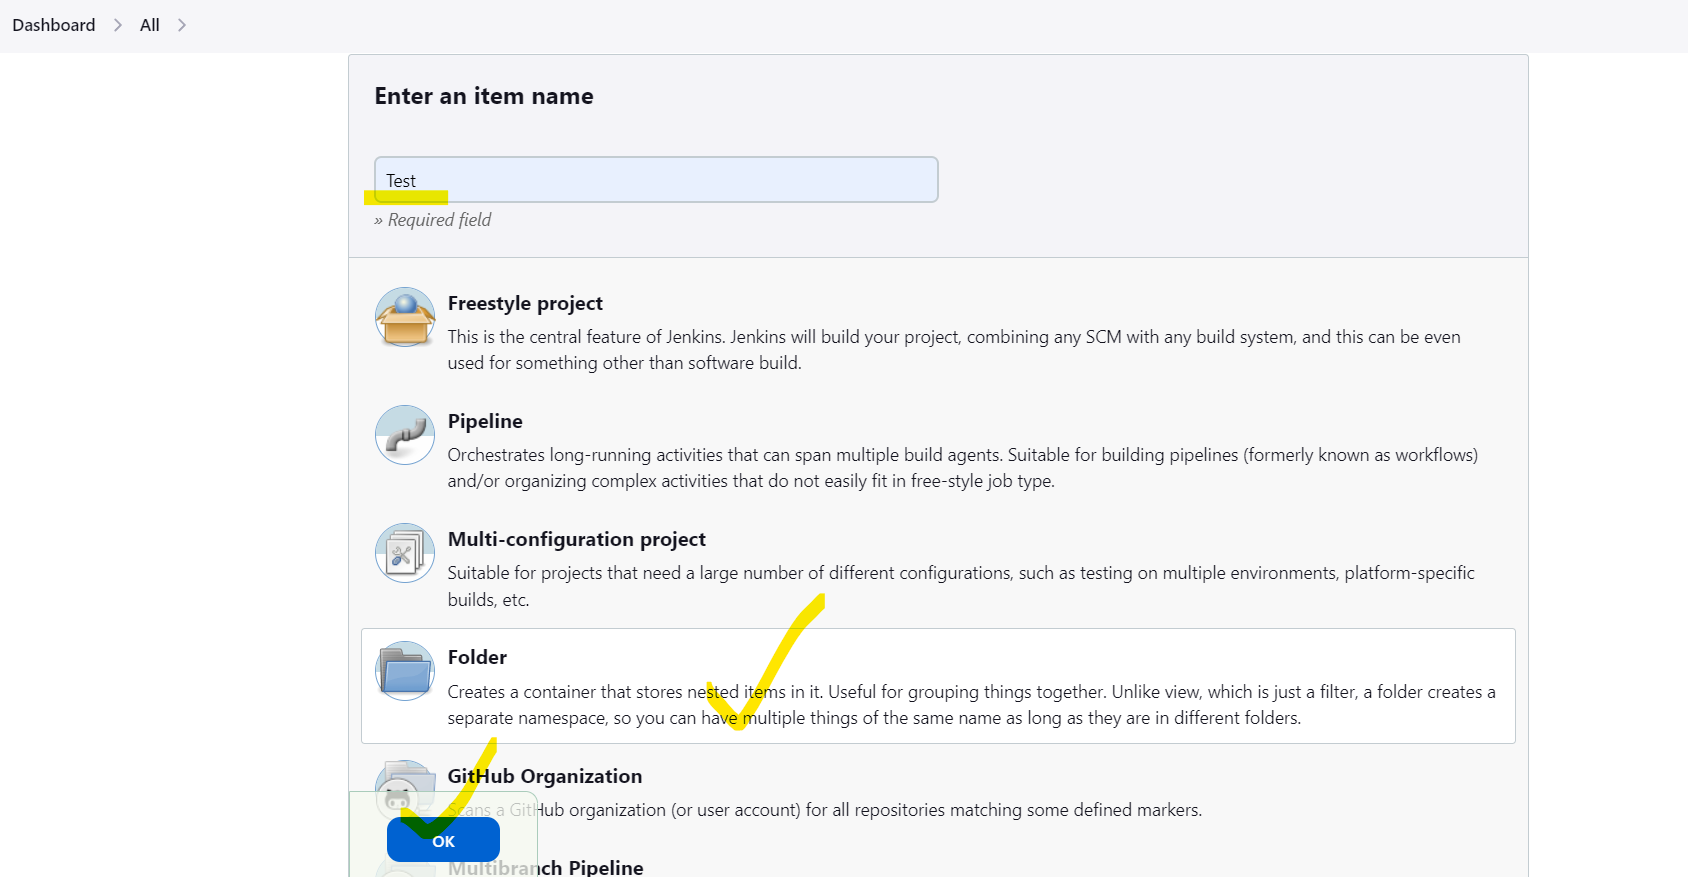 Dashboard > All >
Enter an item name
Test
» Required field
Freestyle project
This is the central feature of Jenkins. Jenkins will build your project, combining any SCM with any build system, and this can be even
used for something other than software build.
Pipeline
Orchestrates long-running activities that can span multiple build agents. Suitable for building pipelines (formerly known as workflows)
and/or organizing complex activities that do not easily fit in free-style job type.
Multi-configuration project
Suitable for projects that need a large number of different configurations, such as testing on multiple environments, platform-specific
builds, etc.
Folder
Creates a container that stores nested items in it. Useful for grouping things together. Unlike view, which is just a filter, a folder creates a
separate namespace, so you can have multiple things of the same name as long as they are in different folders.
GitHub Organization
Scans a GitHub organization (or user account) for all repositories matching some defined markers.
OK
Multibranch Pipeline